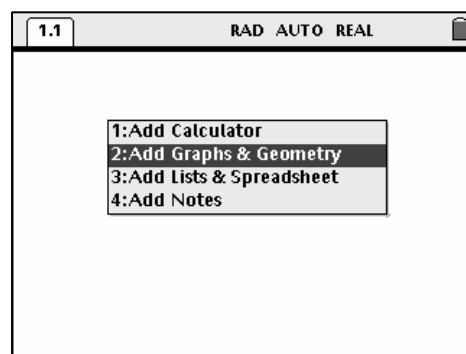 1.1 RAD AUTO REAL
1:Add Calculator
2:Add Graphs & Geometry
3:Add Lists & Spreadsheet
4:Add Notes